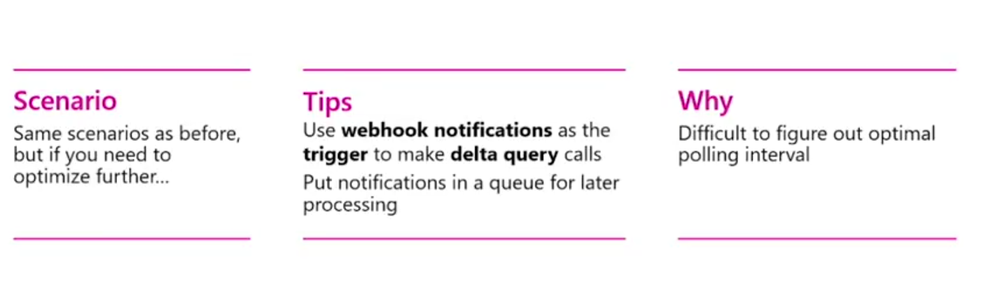 Scenario
Same scenarios as before,
but if you need to
optimize further...
Tips
Use webhook notifications as the
trigger to make delta query calls
Put notifications in a queue for later
processing
Why
Difficult to figure out optimal
polling interval